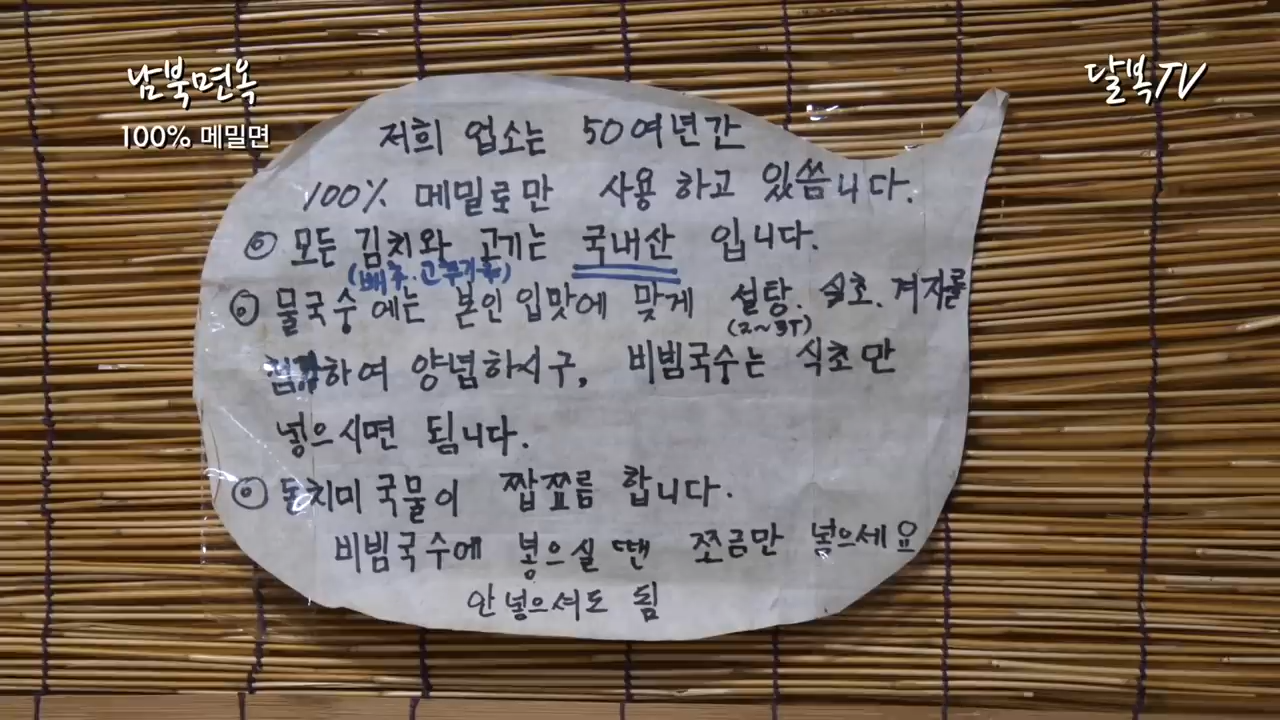 남북면옥
100% 메밀면
달복TV
저희 업소는 50여년간
100% 메밀로만 사용 하고 있씀니다.
◎ 모든 김치와 고기는 국내산 입니다.
(배추.고추가루)
◎ 물국수에는 본인 입맛에 맞게 설탕. 식초. 겨자를
(2~3T)
첨가하여 양념하시구, 비빔국수는 식초만
넣으시면 됩니다.
◎ 동치미 국물이 짭쪼름 합니다.
비빔국수에 넣으실 땐 쪼금만 넣으세요
안넣으셔도 됨